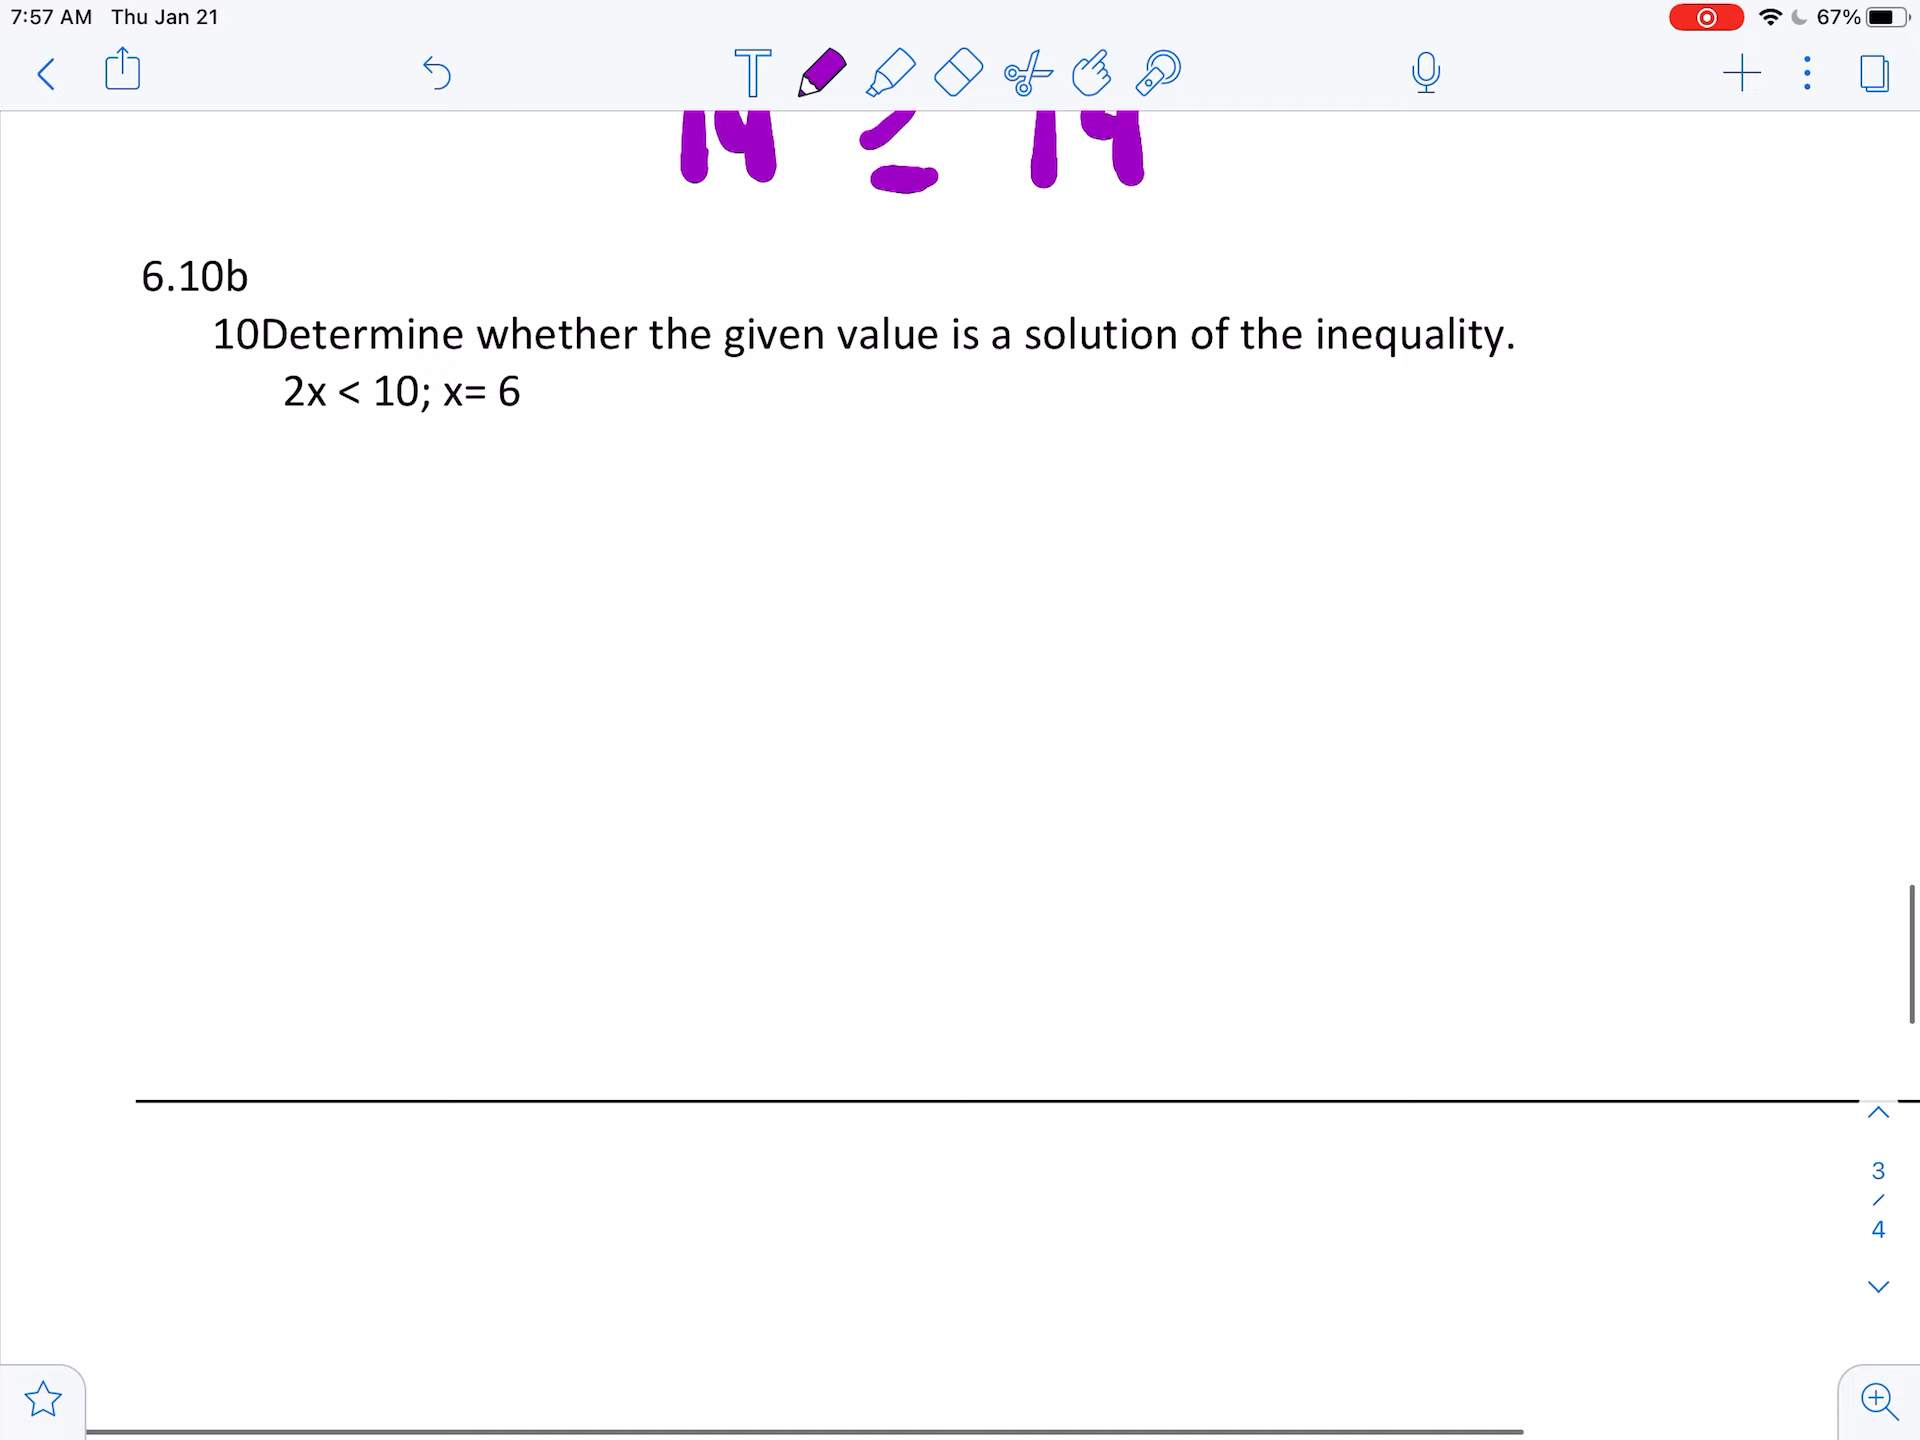 7:57 AM Thu Jan 21 67%
T
14 ≥ 14
6.10b
10Determine whether the given value is a solution of the inequality.
2x < 10; x= 6
3
/
4